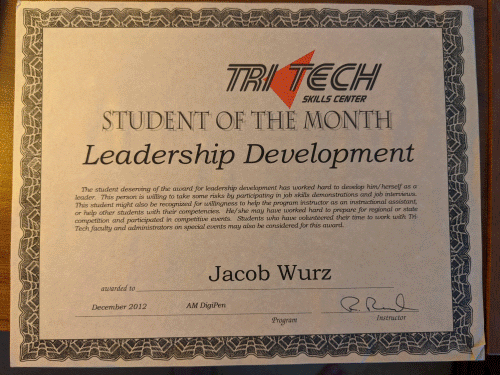 TRI TECH
SKILLS CENTER
STUDENT OF THE MONTH
Leadership Development
The student deserving of the award for leadership development has worked hard to develop him/herself as a
leader. This person is willing to take some risks by participating in job skills demonstrations and job interviews.
This student might also be recognized for willingness to help the program instructor as an instructional assistant,
or help other students with their competencies. He/she may have worked hard to prepare for regional or state
competition and participated in competitive events. Students who have volunteered their time to work with Tri
Tech faculty and administrators on special events may also be considered for this award.
Jacob Wurz
awarded to
December 2012 AM DigiPen
Program Instructor